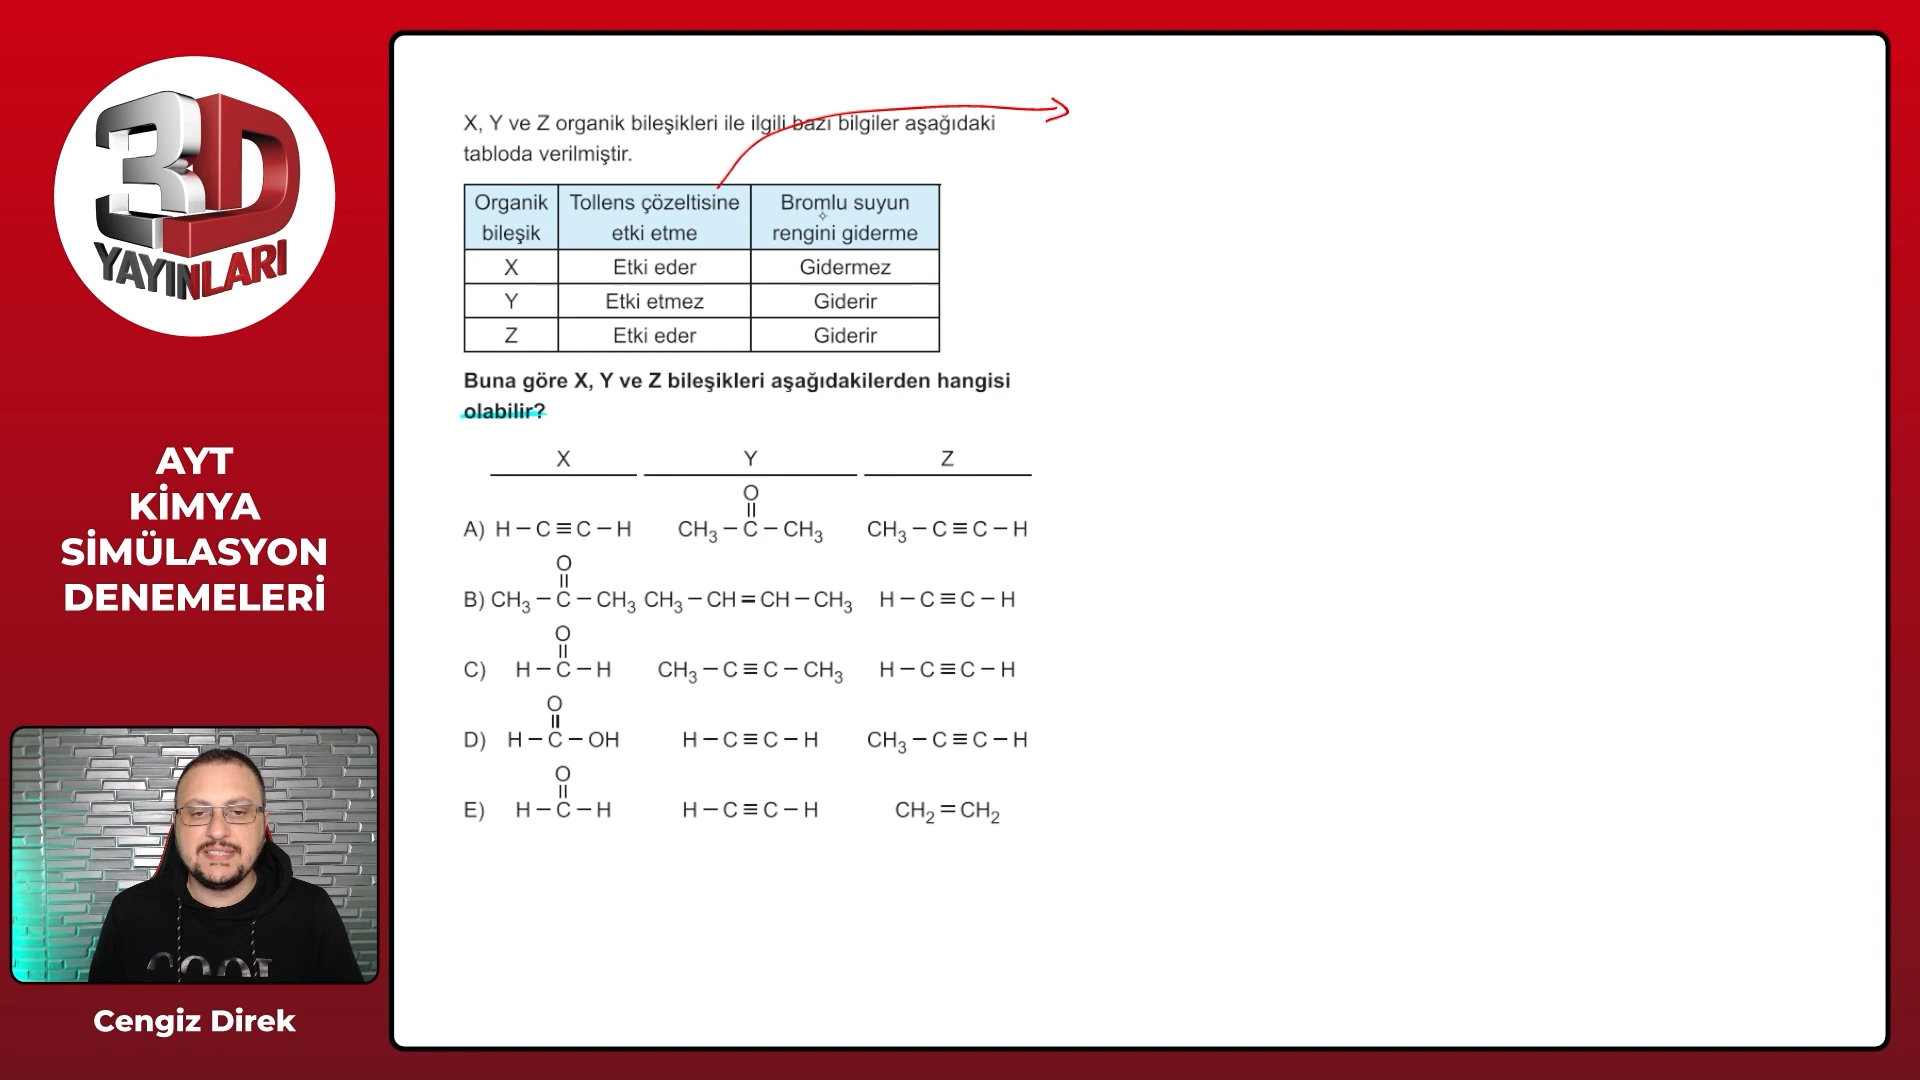 3D
YAYINLARI
AYT
KİMYA
SİMÜLASYON
DENEMELERİ
Cengiz Direk
X, Y ve Z organik bileşikleri ile ilgili bazı bilgiler aşağıdaki
tabloda verilmiştir.
Organik bileşik | Tollens çözeltisine etki etme | Bromlu suyun rengini giderme
X | Etki eder | Gidermez
Y | Etki etmez | Giderir
Z | Etki eder | Giderir
Buna göre X, Y ve Z bileşikleri aşağıdakilerden hangisi
olabilir?
X Y Z
O
||
A) H – C ≡ C – H CH₃ – C – CH₃ CH₃ – C ≡ C – H
O
||
B) CH₃ – C – CH₃ CH₃ – CH = CH – CH₃ H – C ≡ C – H
O
||
C) H – C – H CH₃ – C ≡ C – CH₃ H – C ≡ C – H
O
||
D) H – C – OH H – C ≡ C – H CH₃ – C ≡ C – H
O
||
E) H – C – H H – C ≡ C – H CH₂ = CH₂